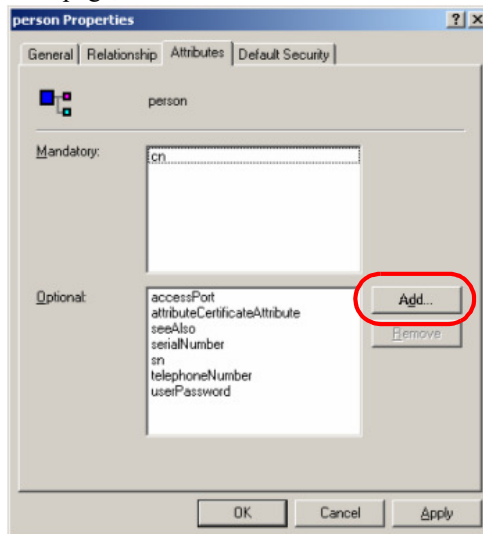 person Properties
General Relationship Attributes Default Security
person
Mandatory:
cn
Optional:
accessPort
Add...
attributeCertificateAttribute
seeAlso
Remove
serialNumber
sn
telephoneNumber
userPassword
OK Cancel Apply